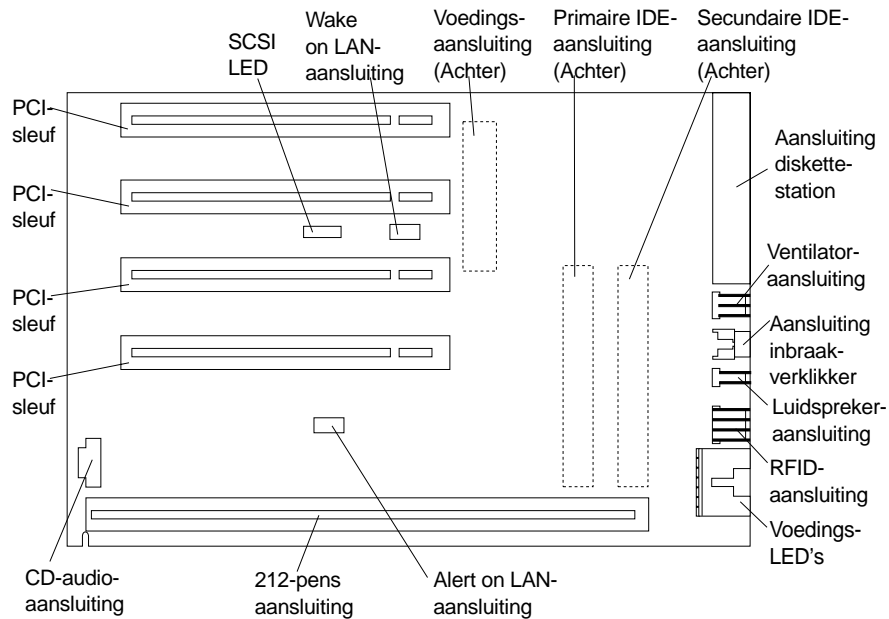 SCSI
LED
Wake
on LAN-
aansluiting
Voedings-
aansluiting
(Achter)
Primaire IDE-
aansluiting
(Achter)
Secundaire IDE-
aansluiting
(Achter)
PCI-
sleuf
PCI-
sleuf
PCI-
sleuf
PCI-
sleuf
Aansluiting
diskette-
station
Ventilator-
aansluiting
Aansluiting
inbraak-
verklikker
Luidspreker-
aansluiting
RFID-
aansluiting
Voedings-
LED's
CD-audio-
aansluiting
212-pens
aansluiting
Alert on LAN-
aansluiting